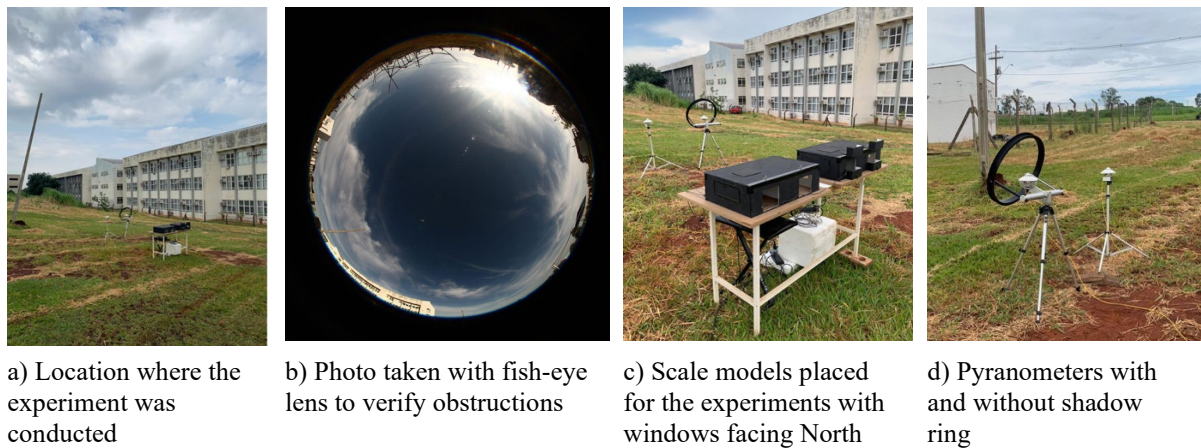 a) Location where the
experiment was
conducted
b) Photo taken with fish-eye
lens to verify obstructions
c) Scale models placed
for the experiments with
windows facing North
d) Pyranometers with
and without shadow
ring